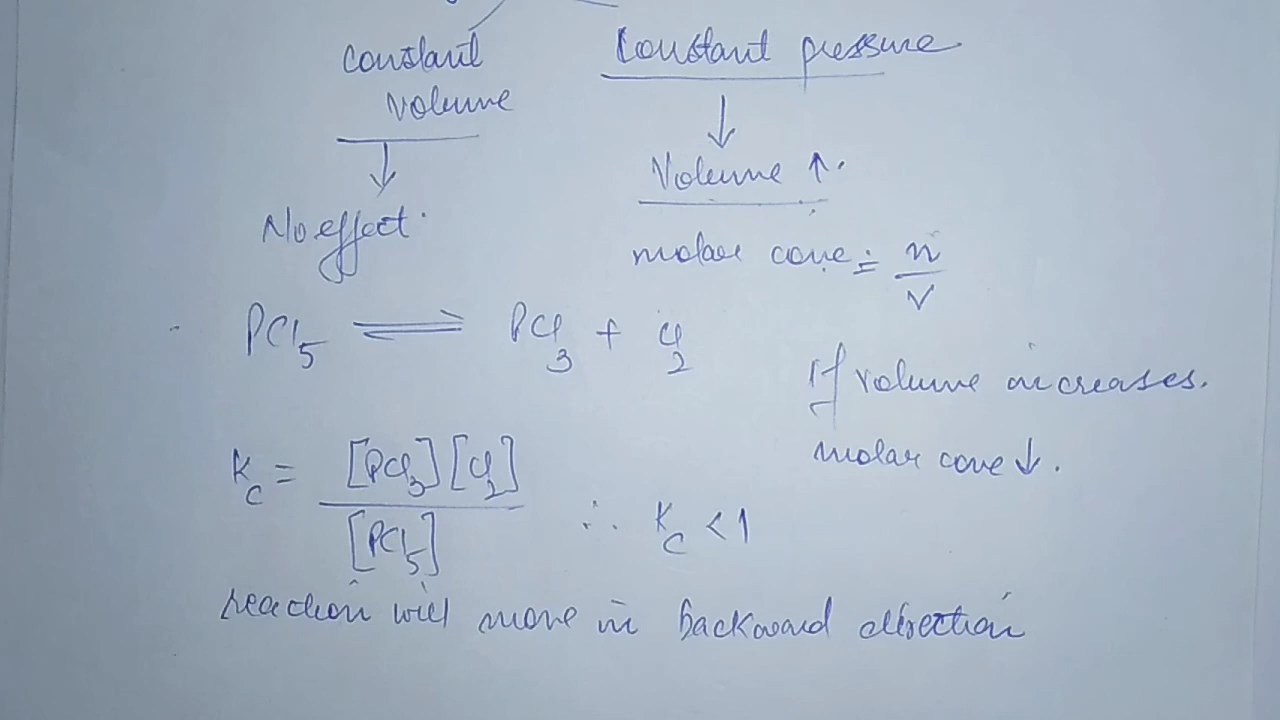 Constant
volume
No effect.
Constant pressure
Volume ↑.
molar conc = n/V
PCl5 ⇌ PCl3 + Cl2
If volume increases.
molar conc ↓.
Kc = [PCl3][Cl2] / [PCl5] ∴ Kc < 1
reaction will move in backward direction